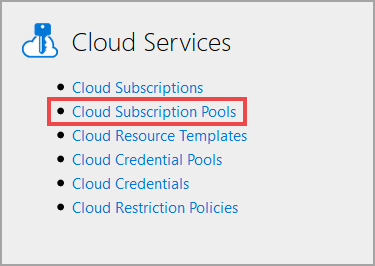 Cloud Services
Cloud Subscriptions
Cloud Subscription Pools
Cloud Resource Templates
Cloud Credential Pools
Cloud Credentials
Cloud Restriction Policies